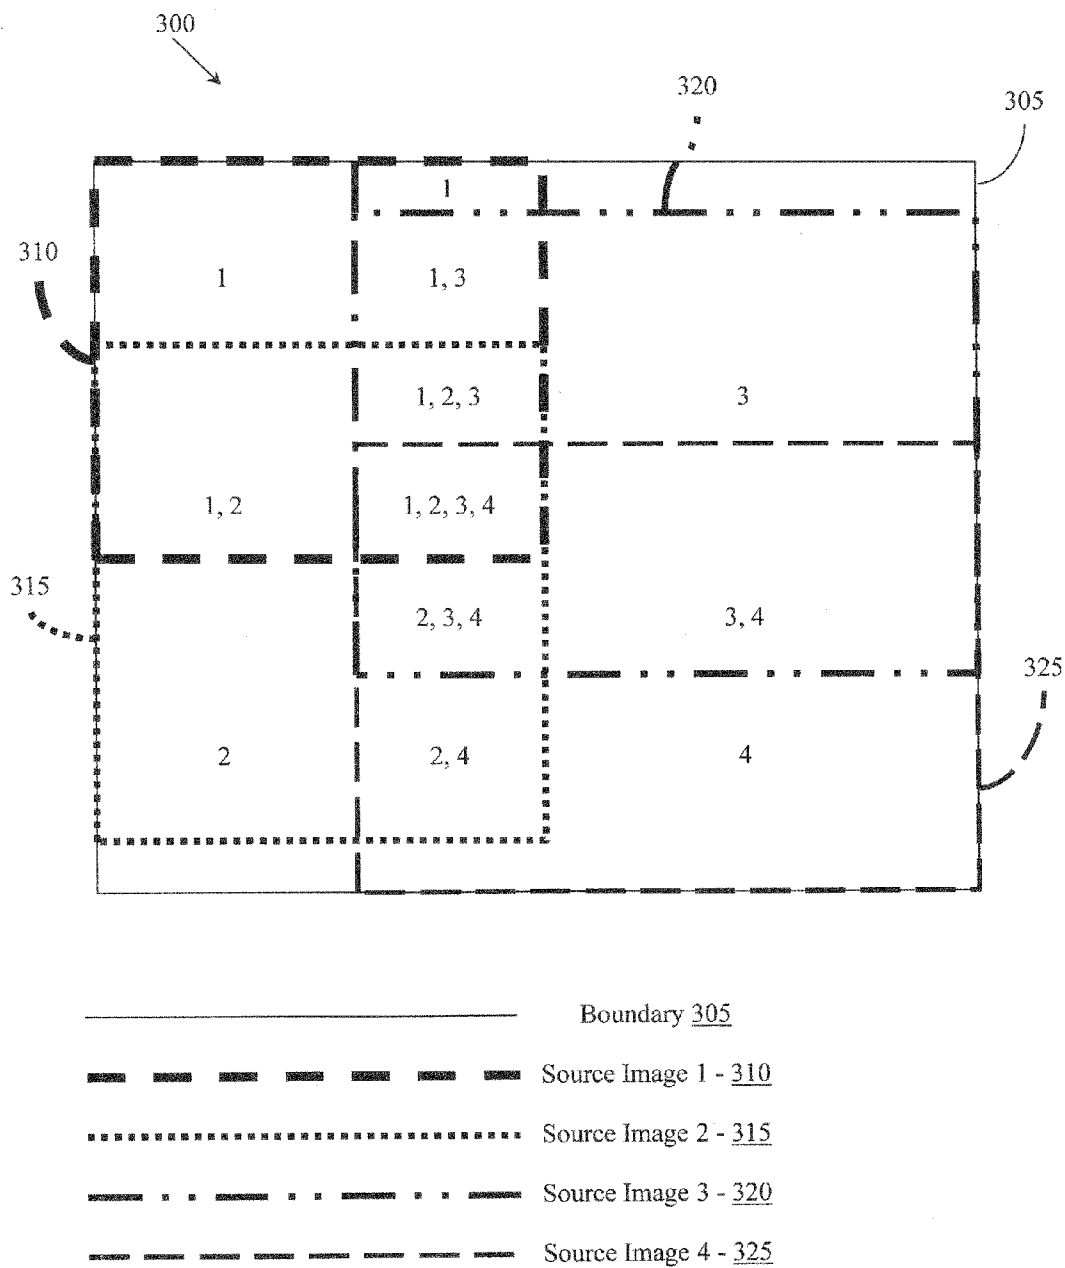 300
320
305
1
310
1
1, 3
1, 2, 3
3
1, 2
1, 2, 3, 4
315
2, 3, 4
3, 4
325
2
2, 4
4
Boundary 305
Source Image 1 - 310
Source Image 2 - 315
Source Image 3 - 320
Source Image 4 - 325